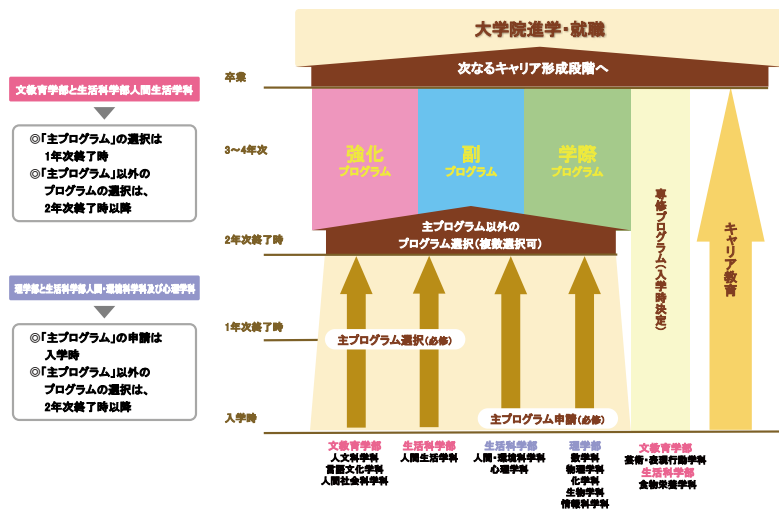 大学院進学・就職
次なるキャリア形成段階へ
卒業
文教育学部と生活科学部人間生活学科
◎「主プログラム」の選択は
1年次終了時
◎「主プログラム」以外の
プログラムの選択は、
2年次終了時以降
3〜4年次
強化
プログラム
副
プログラム
学際
プログラム
専修プログラム（入学時決定）
キャリア教育
2年次終了時
主プログラム以外の
プログラム選択（複数選択可）
理学部と生活科学部人間・環境科学科及び心理学科
◎「主プログラム」の申請は
入学時
◎「主プログラム」以外の
プログラムの選択は、
2年次終了時以降
1年次終了時
主プログラム選択（必修）
入学時
主プログラム申請（必修）
文教育学部
人文科学科
言語文化学科
人間社会科学科
生活科学部
人間生活学科
生活科学部
人間・環境科学科
心理学科
理学部
数学科
物理学科
化学科
生物学科
情報科学科
文教育学部
芸術・表現行動学科
生活科学部
食物栄養学科